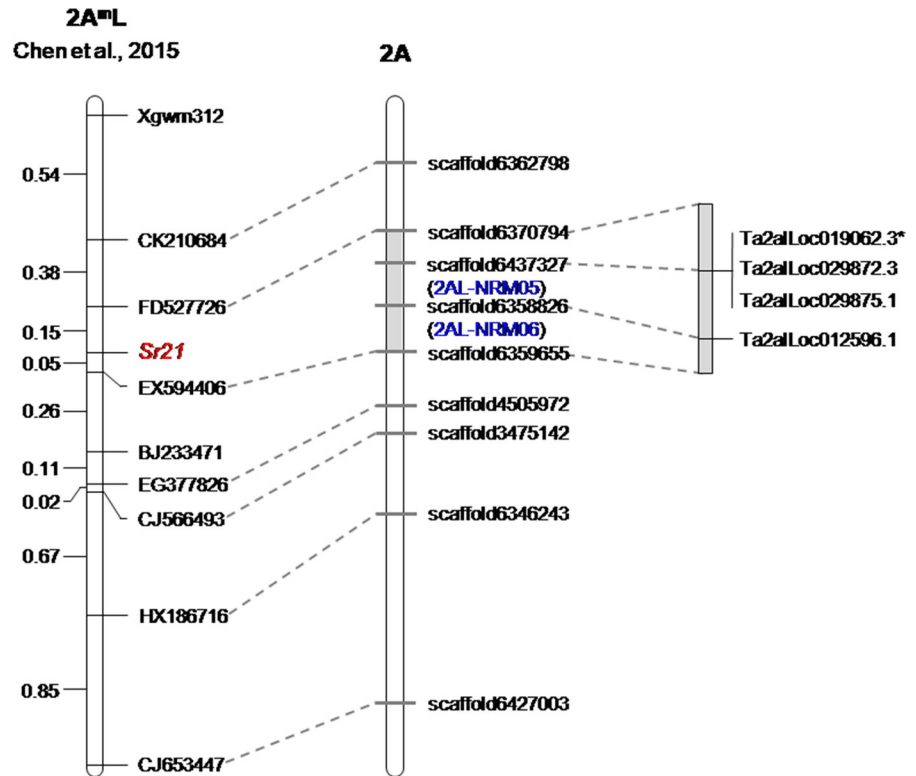 2AᵐL
Chen et al., 2015
Xgwm312
0.54
CK210684
0.38
FD527726
0.15
Sr21
0.05
EX594406
0.26
BJ233471
0.11
EG377826
0.02
CJ566493
0.67
HX186716
0.85
CJ653447
2A
scaffold6362798
scaffold6370794
scaffold6437327
(2AL-NRM05)
scaffold6358826
(2AL-NRM06)
scaffold6359655
scaffold4505972
scaffold3475142
scaffold6346243
scaffold6427003
Ta2alLoc019062.3*
Ta2alLoc029872.3
Ta2alLoc029875.1
Ta2alLoc012596.1